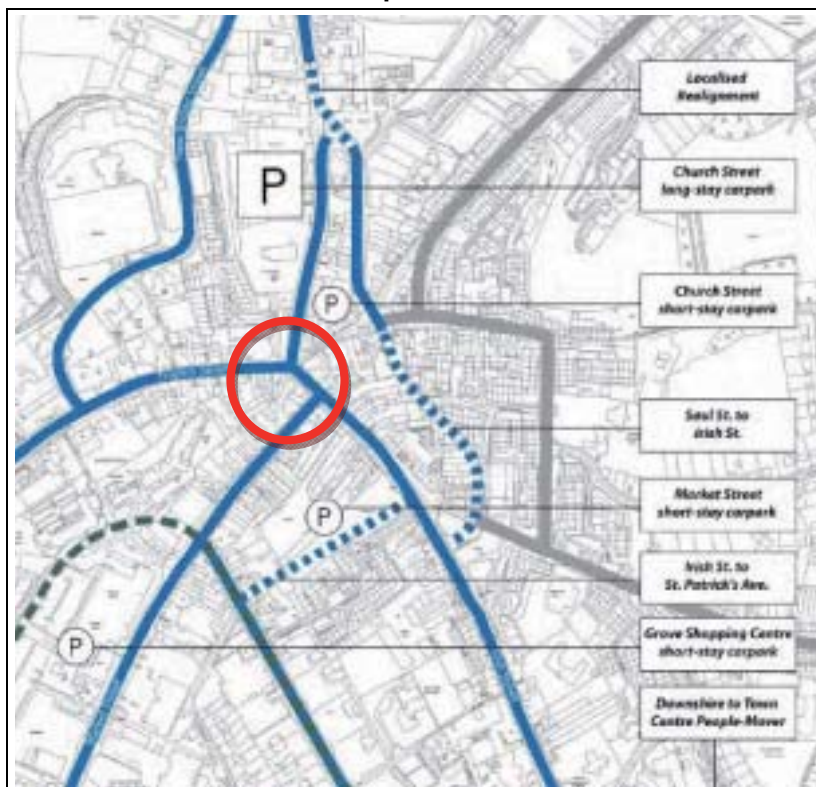 Localised
Realignment
P
Church Street
long-stay carpark
P
Church Street
short-stay carpark
Saul St. to
Irish St.
P
Market Street
short-stay carpark
Irish St. to
St. Patrick's Ave.
P
Grove Shopping Centre
short-stay carpark
Downshire to Town
Centre People-Mover